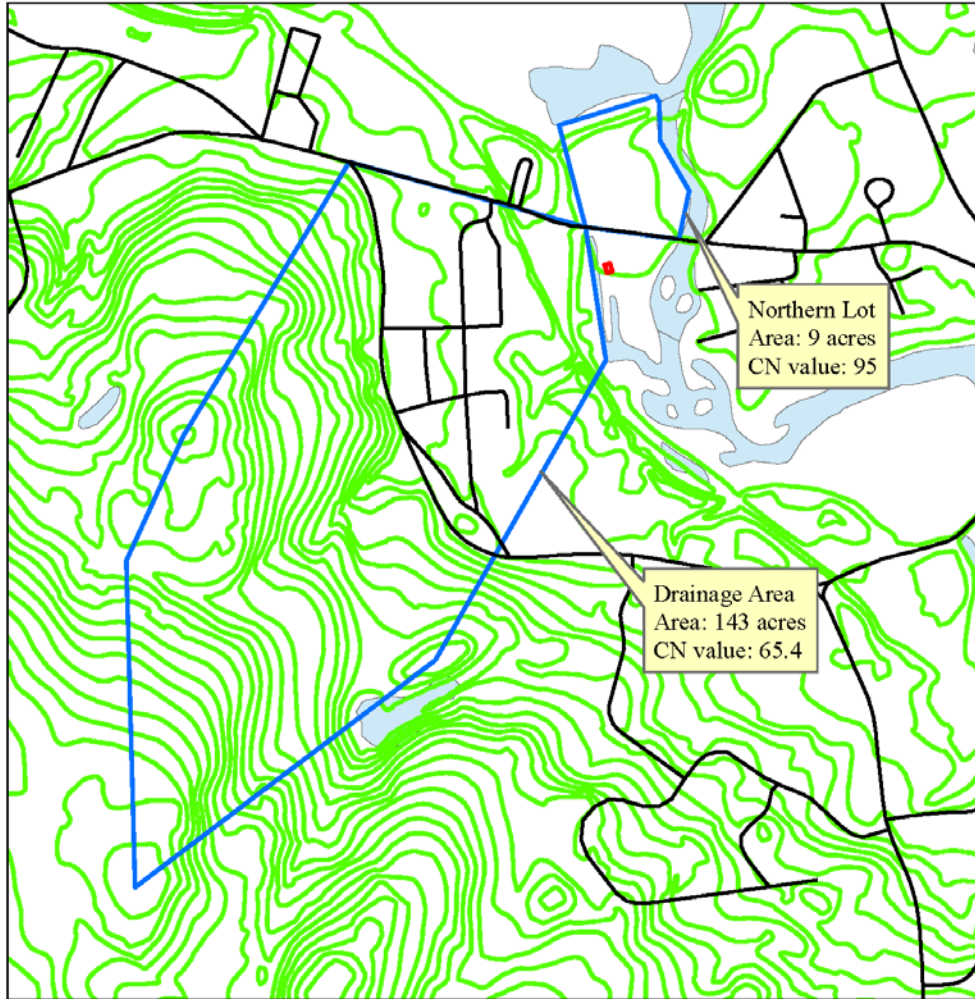 Northern Lot
Area: 9 acres
CN value: 95
Drainage Area
Area: 143 acres
CN value: 65.4